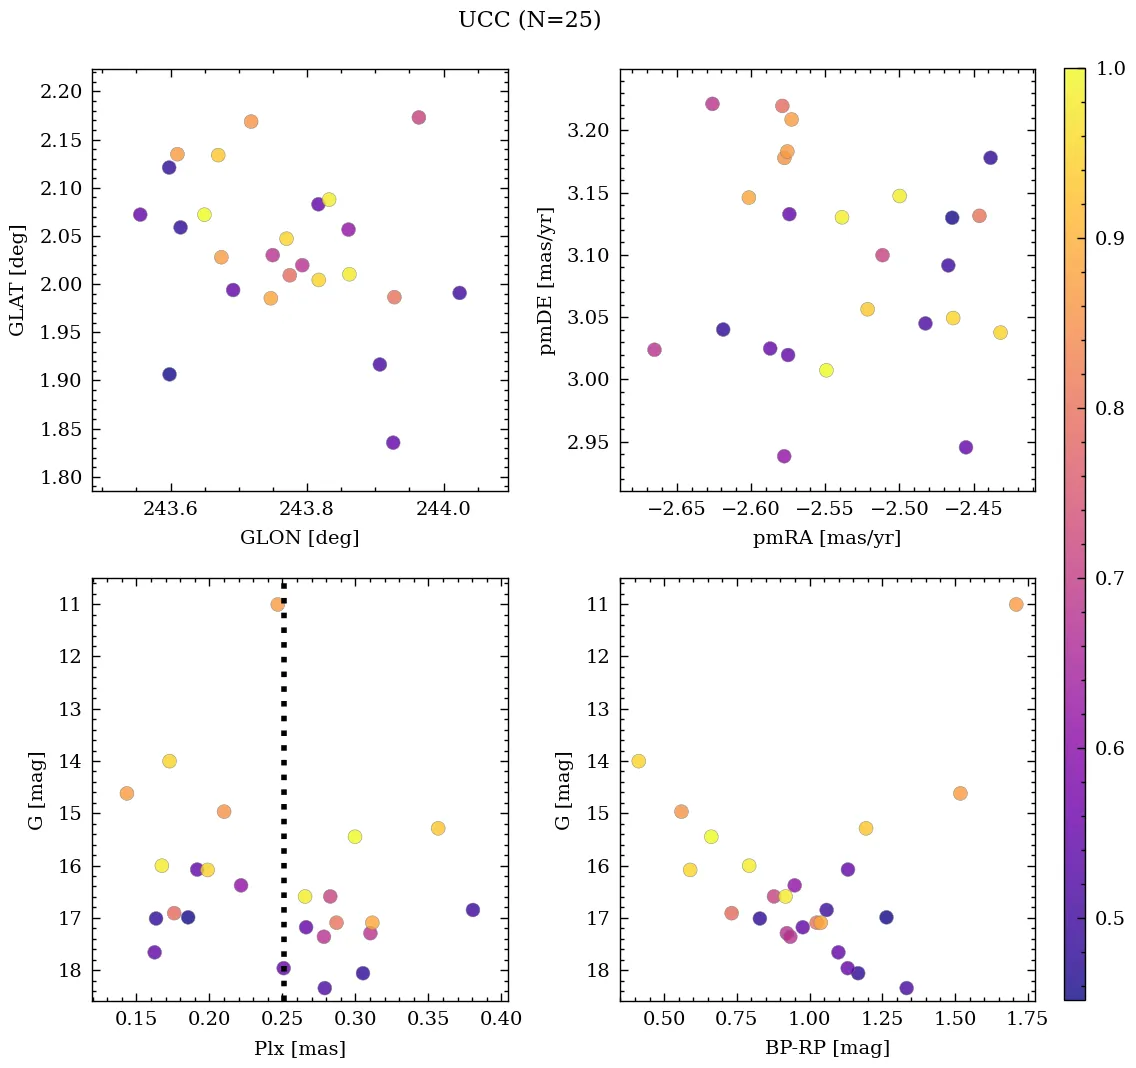 UCC (N=25)
2.20
2.15
2.10
2.05
2.00
1.95
1.90
1.85
1.80
GLAT [deg]
243.6 243.8 244.0
GLON [deg]
3.20
3.15
3.10
3.05
3.00
2.95
pmDE [mas/yr]
−2.65 −2.60 −2.55 −2.50 −2.45
pmRA [mas/yr]
11
12
13
14
15
16
17
18
G [mag]
0.15 0.20 0.25 0.30 0.35 0.40
Plx [mas]
11
12
13
14
15
16
17
18
G [mag]
0.50 0.75 1.00 1.25 1.50 1.75
BP-RP [mag]
1.0
0.9
0.8
0.7
0.6
0.5